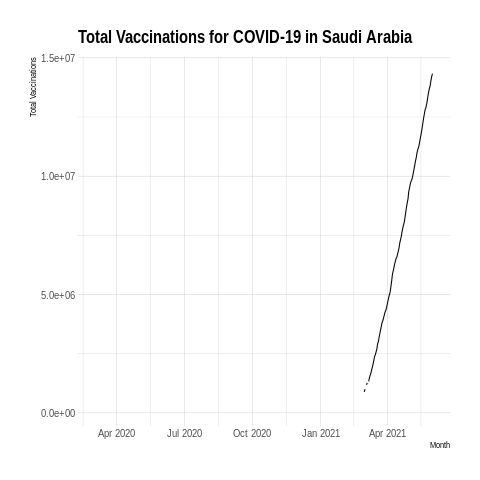 Total Vaccinations for COVID-19 in Saudi Arabia
Total Vaccinations
1.5e+07
1.0e+07
5.0e+06
0.0e+00
Apr 2020 Jul 2020 Oct 2020 Jan 2021 Apr 2021
Month